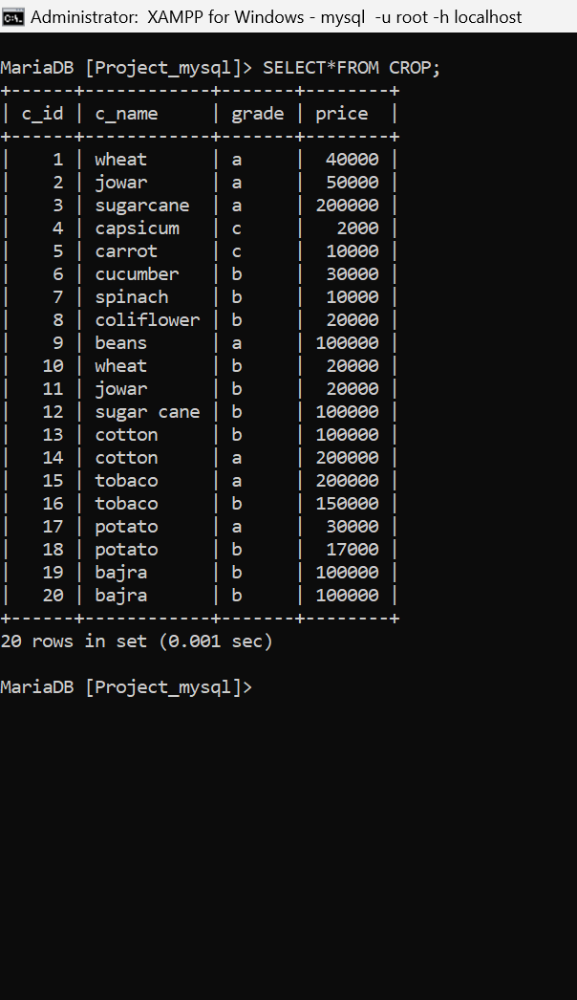 Administrator:  XAMPP for Windows - mysql  -u root -h localhost
MariaDB [Project_mysql]> SELECT*FROM CROP;
+------+------------+-------+--------+
| c_id | c_name     | grade | price  |
+------+------------+-------+--------+
|    1 | wheat      | a     |  40000 |
|    2 | jowar      | a     |  50000 |
|    3 | sugarcane  | a     | 200000 |
|    4 | capsicum   | c     |   2000 |
|    5 | carrot     | c     |  10000 |
|    6 | cucumber   | b     |  30000 |
|    7 | spinach    | b     |  10000 |
|    8 | coliflower | b     |  20000 |
|    9 | beans      | a     | 100000 |
|   10 | wheat      | b     |  20000 |
|   11 | jowar      | b     |  20000 |
|   12 | sugar cane | b     | 100000 |
|   13 | cotton     | b     | 100000 |
|   14 | cotton     | a     | 200000 |
|   15 | tobaco     | a     | 200000 |
|   16 | tobaco     | b     | 150000 |
|   17 | potato     | a     |  30000 |
|   18 | potato     | b     |  17000 |
|   19 | bajra      | b     | 100000 |
|   20 | bajra      | b     | 100000 |
+------+------------+-------+--------+
20 rows in set (0.001 sec)
MariaDB [Project_mysql]>